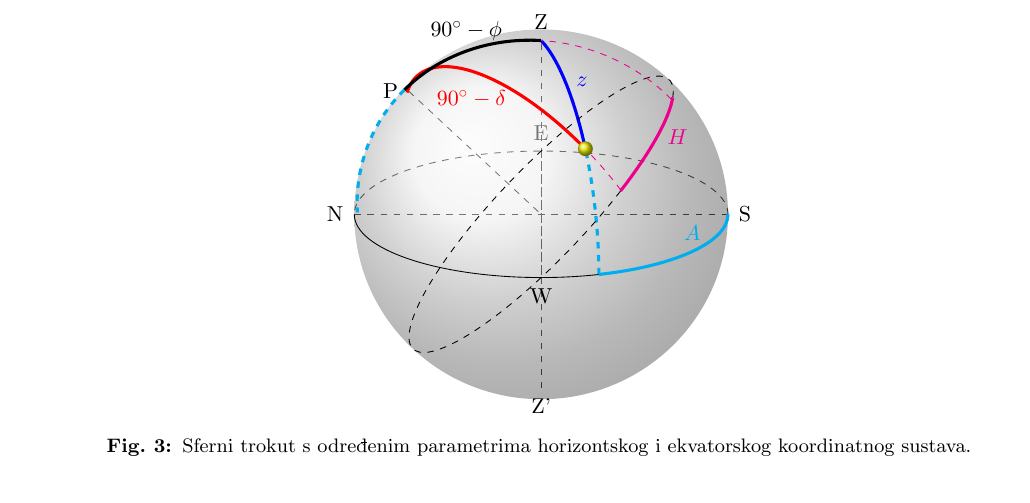 Z
90° − ϕ
z
P
90° − δ
E
H
N
S
A
W
Z'
Fig. 3: Sferni trokut s određenim parametrima horizontskog i ekvatorskog koordinatnog sustava.